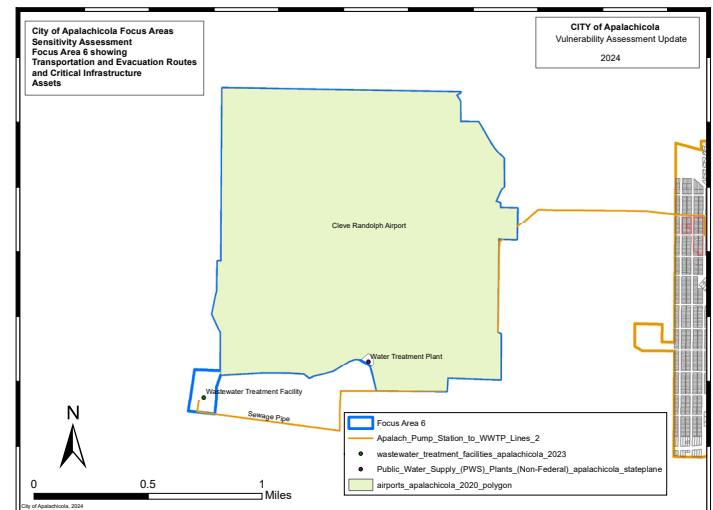 City of Apalachicola Focus Areas
Sensitivity Assessment
Focus Area 6 showing
Transportation and Evacuation Routes
and Critical Infrastructure
Assets
CITY of Apalachicola
Vulnerability Assessment Update
2024
Cleve Randolph Airport
Water Treatment Plant
Wastewater Treatment Facility
Sewage Pipe
N
Focus Area 6
Apalach_Pump_Station_to_WWTP_Lines_2
wastewater_treatment_facilities_apalachicola_2023
Public_Water_Supply_(PWS)_Plants_(Non-Federal)_apalachicola_stateplane
airports_apalachicola_2020_polygon
0 0.5 1
Miles
City of Apalachicola, 2024